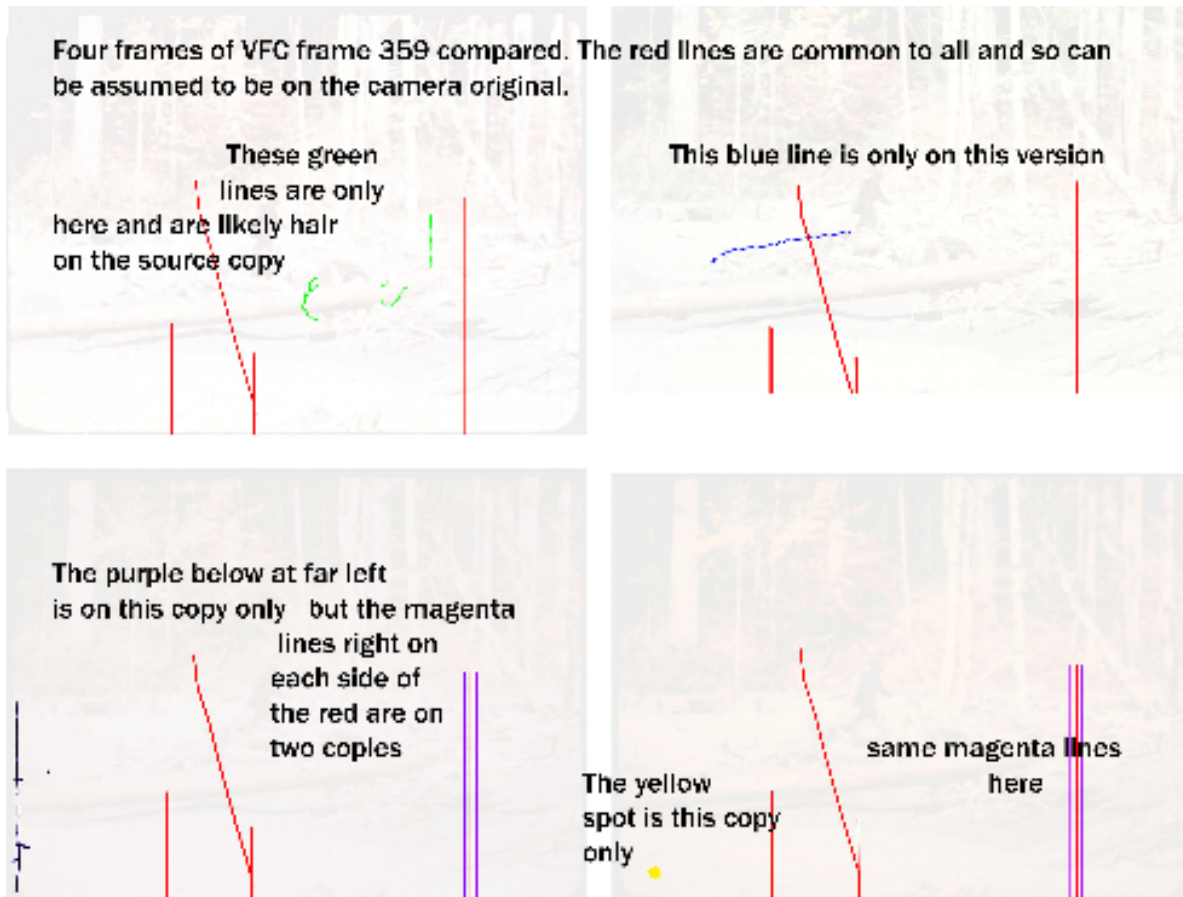 Four frames of VFC frame 359 compared. The red lines are common to all and so can
be assumed to be on the camera original.
These green
lines are only
here and are likely hair
on the source copy
This blue line is only on this version
The purple below at far left
is on this copy only but the magenta
lines right on
each side of
the red are on
two copies
same magenta lines
here
The yellow
spot is this copy
only